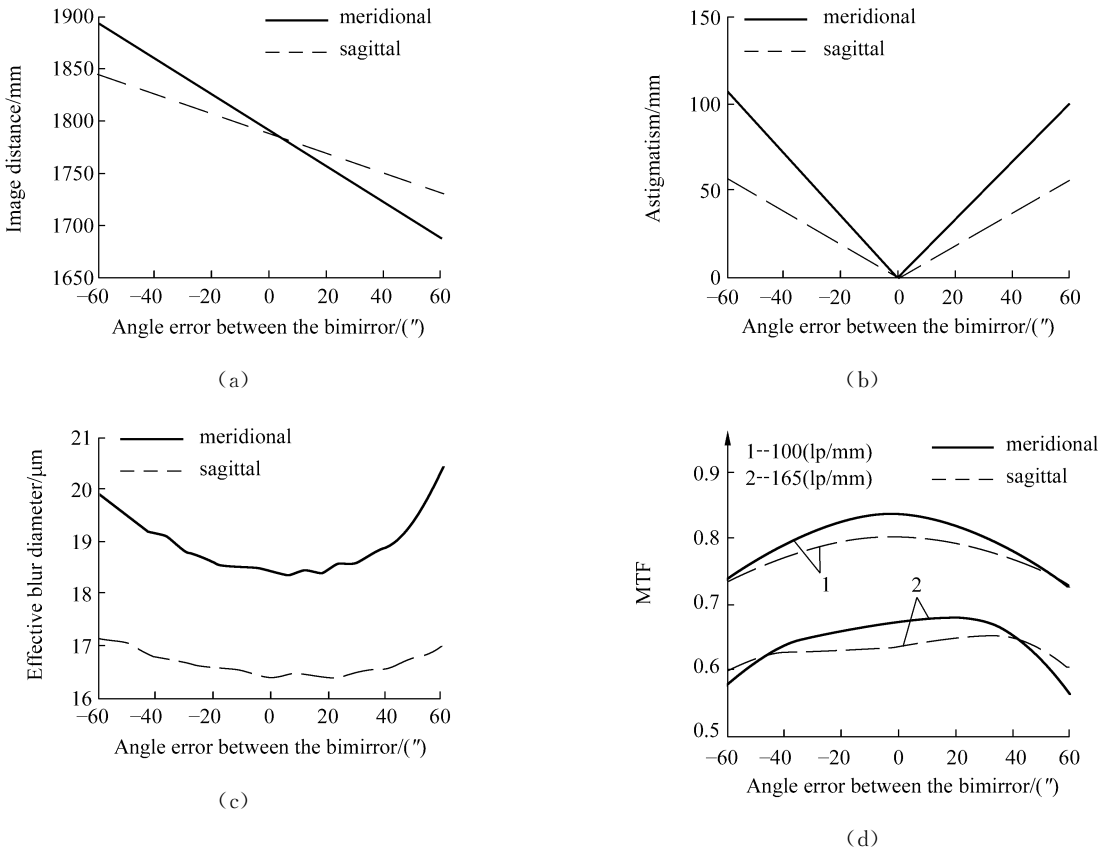 1900
1850
1800
1750
1700
1650
Image distance/mm
meridional
sagittal
−60 −40 −20 0 20 40 60
Angle error between the bimirror/(″)
(a)
150
100
50
0
Astigmatism/mm
meridional
sagittal
−60 −40 −20 0 20 40 60
Angle error between the bimirror/(″)
(b)
21
20
19
18
17
16
Effective blur diameter/μm
meridional
sagittal
−60 −40 −20 0 20 40 60
Angle error between the bimirror/(″)
(c)
0.9
0.8
0.7
0.6
0.5
MTF
1--100(lp/mm)
2--165(lp/mm)
meridional
sagittal
1
2
−60 −40 −20 0 20 40 60
Angle error between the bimirror/(″)
(d)